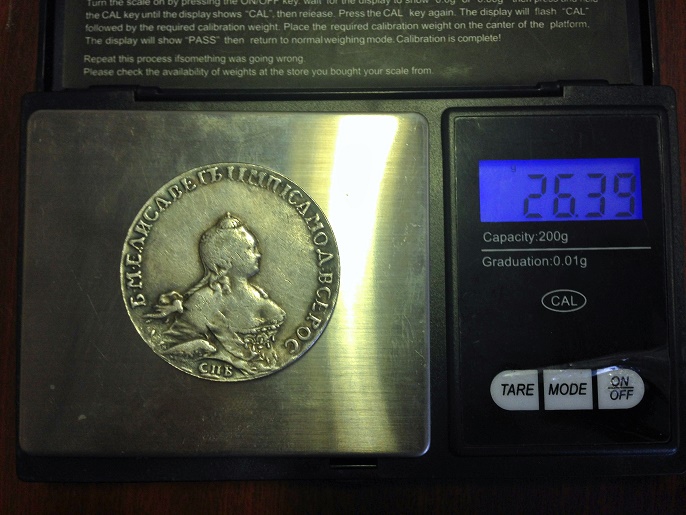 Turn the scale on by pressing the ON/OFF key. wait for the display to show "0.0g" or "0.00g" then press and hold
the CAL key until the display shows "CAL", then release. Press the CAL key again. The display will flash "CAL"
followed by the required calibration weight. Place the required calibration weight on the canter of the platform,
The display will show "PASS" then return to normal weighing mode. Calibration is complete!
Repeat this process ifsomething was going wrong.
Please check the availability of weights at the store you bought your scale from.
Б·М·ЕЛИСАВЕТЪ·I·IМП·IСАМОД·ВСЕРОС
СПБ
26.39
Capacity:200g
Graduation:0.01g
CAL
TARE
MODE
ON
OFF